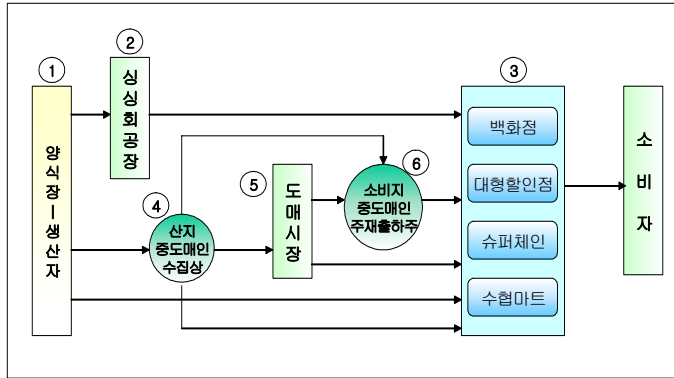 ①
양식장ㅡ생산자
②
싱싱회공장
③
백화점
대형할인점
슈퍼체인
수협마트
④
산지
중도매인
수집상
⑤
도매시장
⑥
소비지
중도매인
주재출하주
소비자